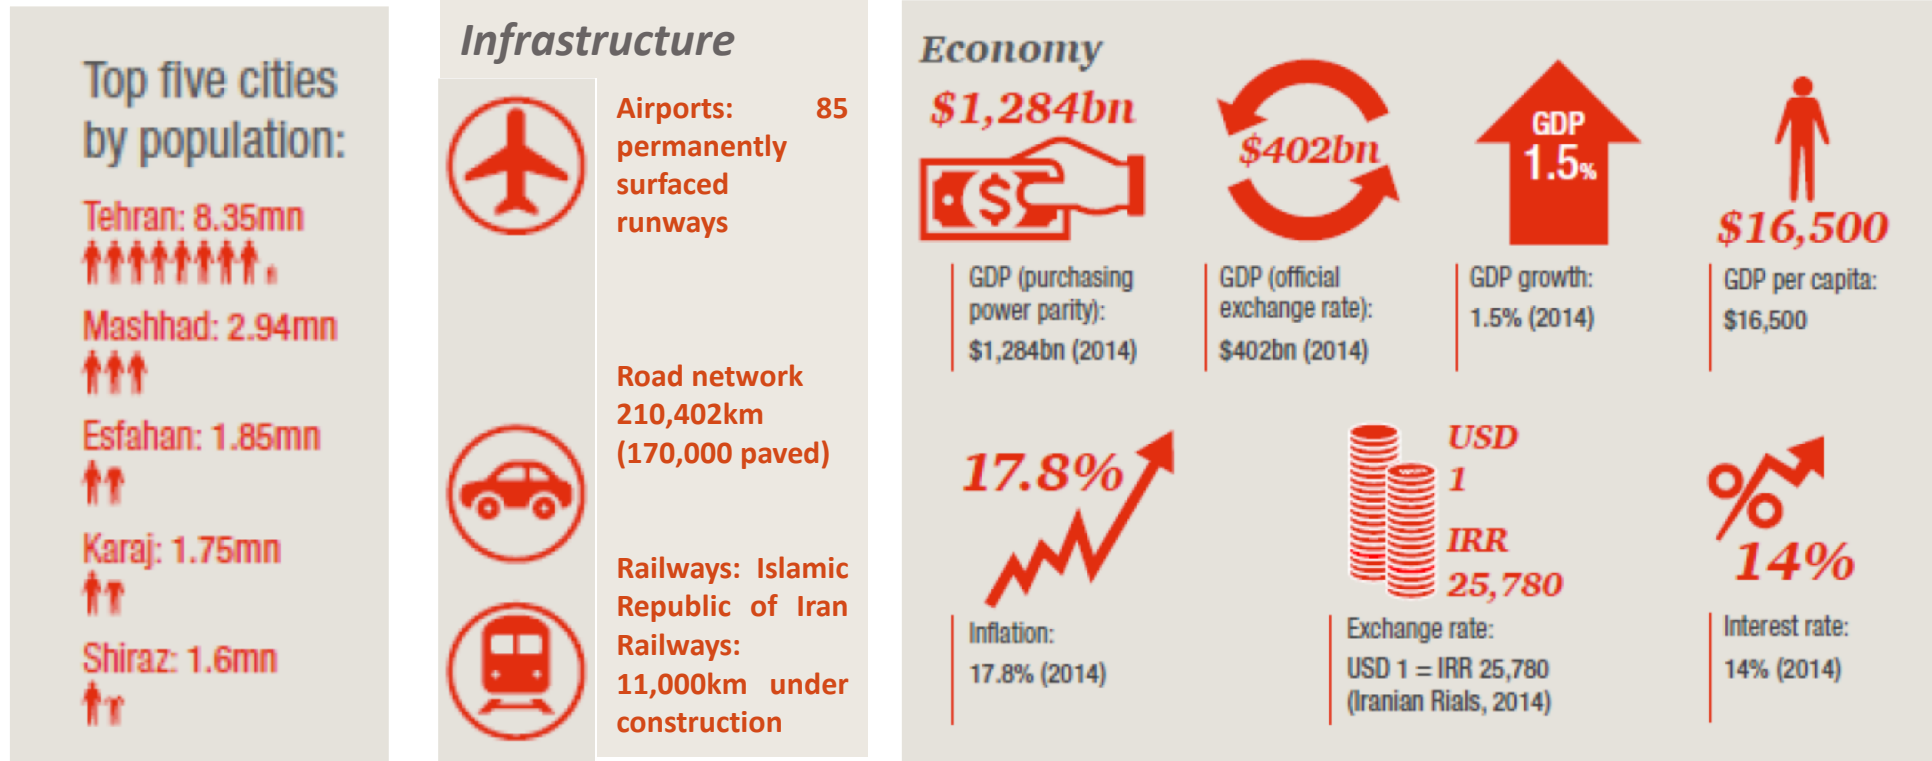 Top five cities
by population:
Tehran: 8.35mn
Mashhad: 2.94mn
Esfahan: 1.85mn
Karaj: 1.75mn
Shiraz: 1.6mn
Infrastructure
Airports: 85
permanently
surfaced
runways
Road network
210,402km
(170,000 paved)
Railways: Islamic
Republic of Iran
Railways:
11,000km under
construction
Economy
$1,284bn
$
GDP (purchasing
power parity):
$1,284bn (2014)
$402bn
GDP (official
exchange rate):
$402bn (2014)
GDP
1.5%
GDP growth:
1.5% (2014)
$16,500
GDP per capita:
$16,500
17.8%
Inflation:
17.8% (2014)
USD
1
IRR
25,780
Exchange rate:
USD 1 = IRR 25,780
(Iranian Rials, 2014)
%
14%
Interest rate:
14% (2014)